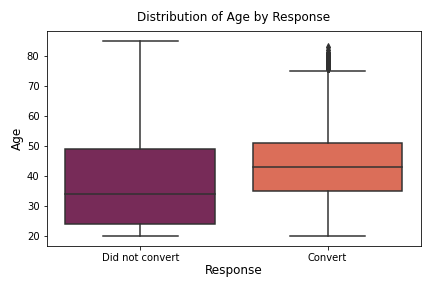 Distribution of Age by Response
Age
80
70
60
50
40
30
20
Did not convert
Convert
Response